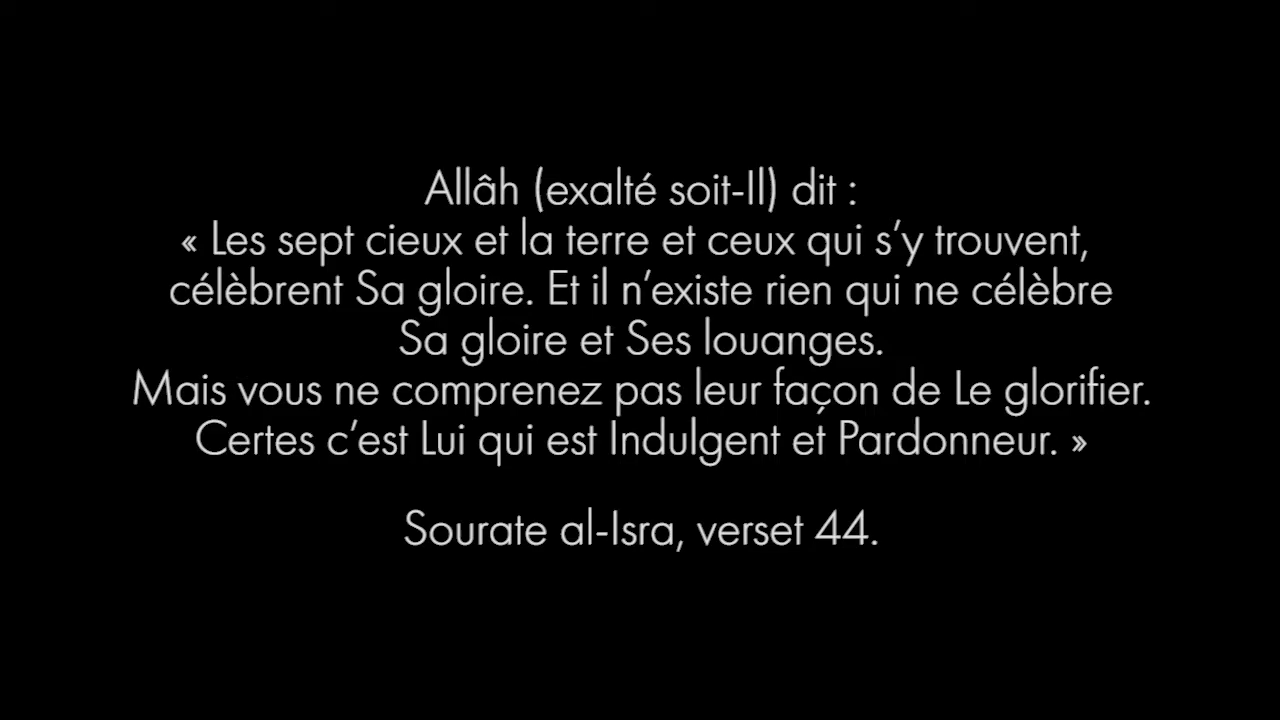 Allâh (exalté soit-Il) dit :
« Les sept cieux et la terre et ceux qui s’y trouvent,
célèbrent Sa gloire. Et il n’existe rien qui ne célèbre
Sa gloire et Ses louanges.
Mais vous ne comprenez pas leur façon de Le glorifier.
Certes c’est Lui qui est Indulgent et Pardonneur. »
Sourate al-Isra, verset 44.